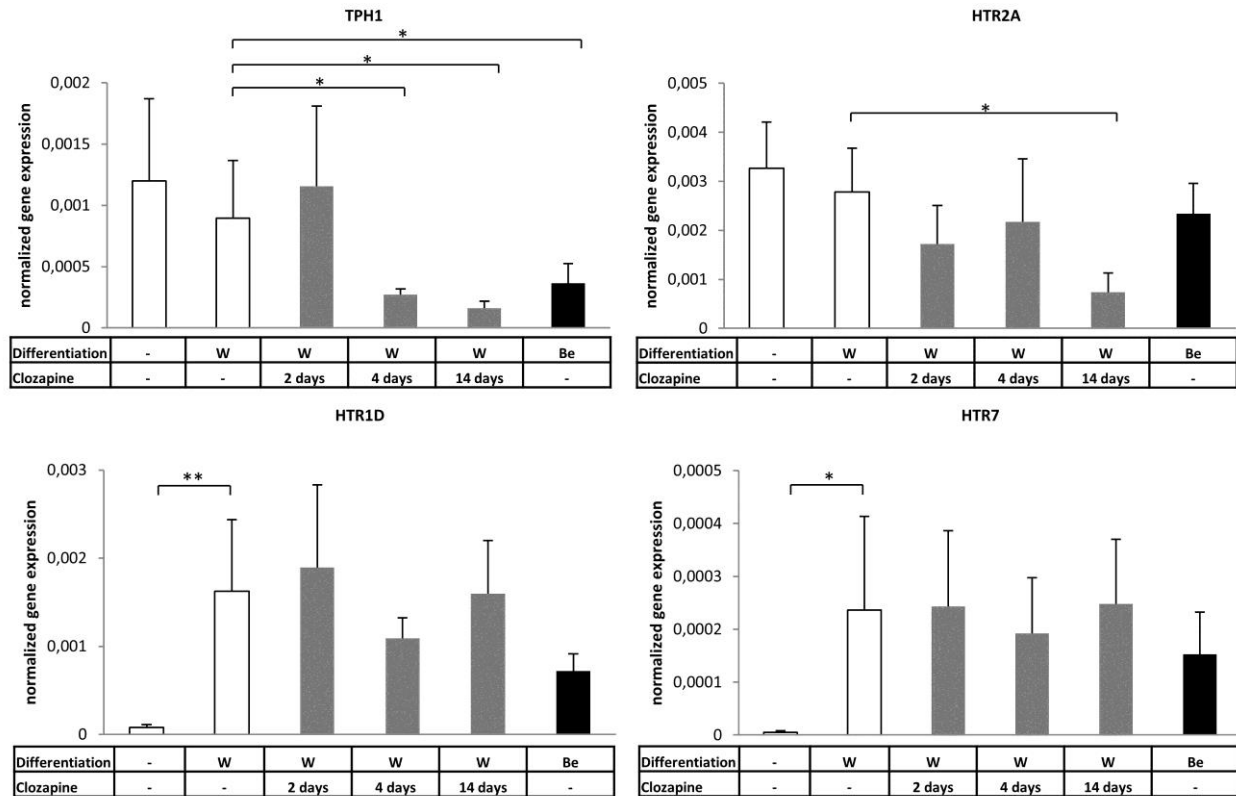 TPH1
*
*
*
normalized gene expression
0,002
0,0015
0,001
0,0005
0
Differentiation - W W W W Be
Clozapine - - 2 days 4 days 14 days -
HTR2A
*
normalized gene expression
0,005
0,004
0,003
0,002
0,001
0
Differentiation - W W W W Be
Clozapine - - 2 days 4 days 14 days -
HTR1D
**
normalized gene expression
0,003
0,002
0,001
0
Differentiation - W W W W Be
Clozapine - - 2 days 4 days 14 days -
HTR7
*
normalized gene expression
0,0005
0,0004
0,0003
0,0002
0,0001
0
Differentiation - W W W W Be
Clozapine - - 2 days 4 days 14 days -